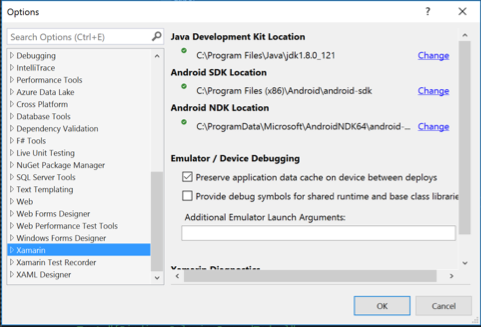 Options
Search Options (Ctrl+E)
Debugging
IntelliTrace
Performance Tools
Azure Data Lake
Cross Platform
Database Tools
Dependency Validation
F# Tools
Live Unit Testing
NuGet Package Manager
SQL Server Tools
Text Templating
Web
Web Forms Designer
Web Performance Test Tools
Windows Forms Designer
Xamarin
Xamarin Test Recorder
XAML Designer
Java Development Kit Location
C:\Program Files\Java\jdk1.8.0_121 Change
Android SDK Location
C:\Program Files (x86)\Android\android-sdk Change
Android NDK Location
C:\ProgramData\Microsoft\AndroidNDK64\android-... Change
Emulator / Device Debugging
Preserve application data cache on device between deploys
Provide debug symbols for shared runtime and base class librarie
Additional Emulator Launch Arguments:
Xamarin Diagnostics
OK Cancel